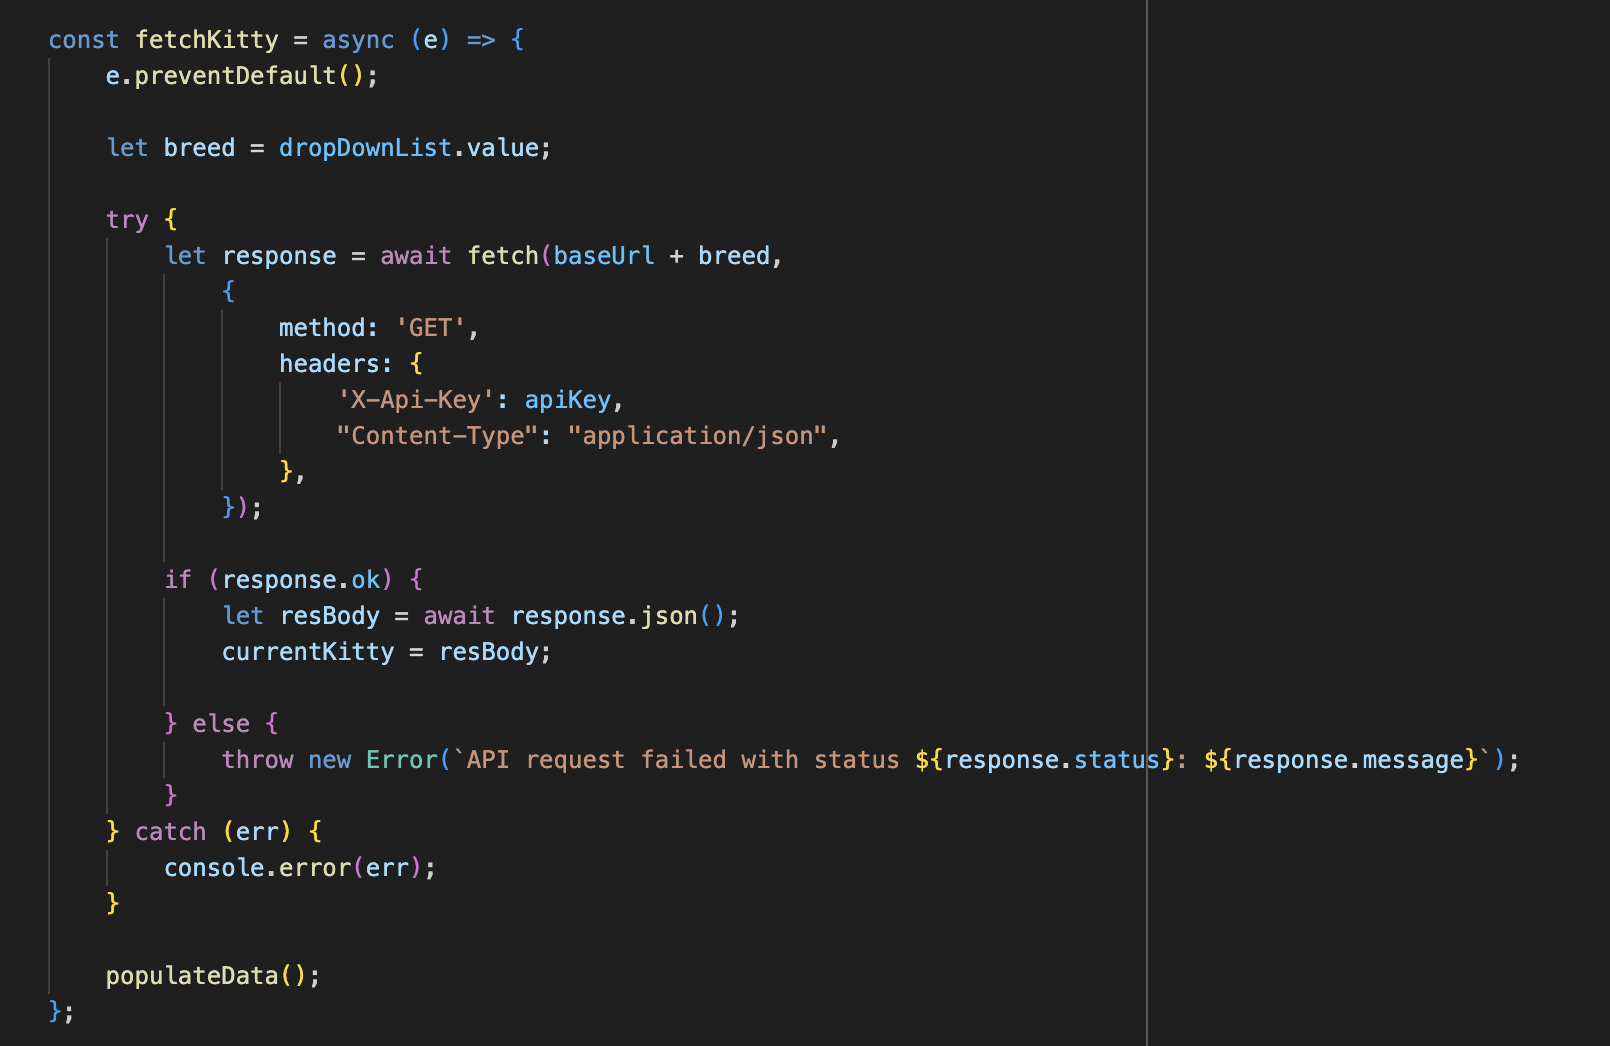 const fetchKitty = async (e) => {
    e.preventDefault();

    let breed = dropDownList.value;

    try {
        let response = await fetch(baseUrl + breed,
            {
                method: 'GET',
                headers: {
                    'X-Api-Key': apiKey,
                    "Content-Type": "application/json",
                },
            });

        if (response.ok) {
            let resBody = await response.json();
            currentKitty = resBody;

        } else {
            throw new Error(`API request failed with status ${response.status}: ${response.message}`);
        }
    } catch (err) {
        console.error(err);
    }

    populateData();
};